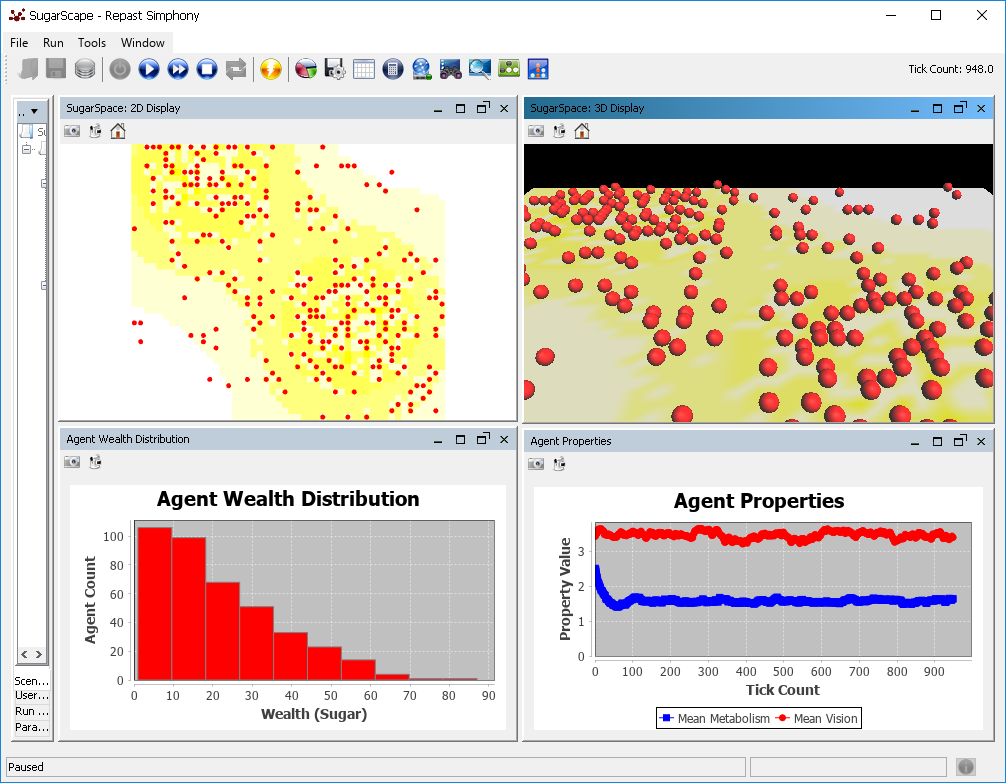 SugarScape - Repast Simphony
File Run Tools Window
Tick Count: 948.0
..
Su
Scen...
User...
Run ...
Para...
SugarSpace: 2D Display
SugarSpace: 3D Display
Agent Wealth Distribution
Agent Wealth Distribution
Agent Count
100
80
60
40
20
0
0 10 20 30 40 50 60 70 80 90
Wealth (Sugar)
Agent Properties
Agent Properties
Property Value
3
2
1
0
0 100 200 300 400 500 600 700 800 900
Tick Count
Mean Metabolism Mean Vision
Paused